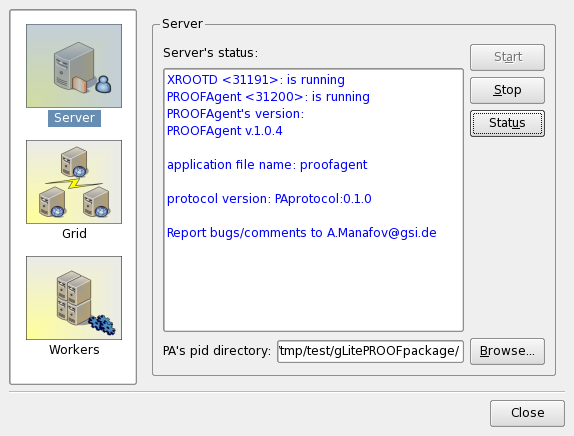 Server
Grid
Workers
Server
Server's status:
XROOTD <31191>: is running
PROOFAgent <31200>: is running
PROOFAgent's version:
PROOFAgent v.1.0.4
application file name: proofagent
protocol version: PAprotocol:0.1.0
Report bugs/comments to A.Manafov@gsi.de
Start
Stop
Status
PA's pid directory: /tmp/test/gLitePROOFpackage/ Browse...
Close